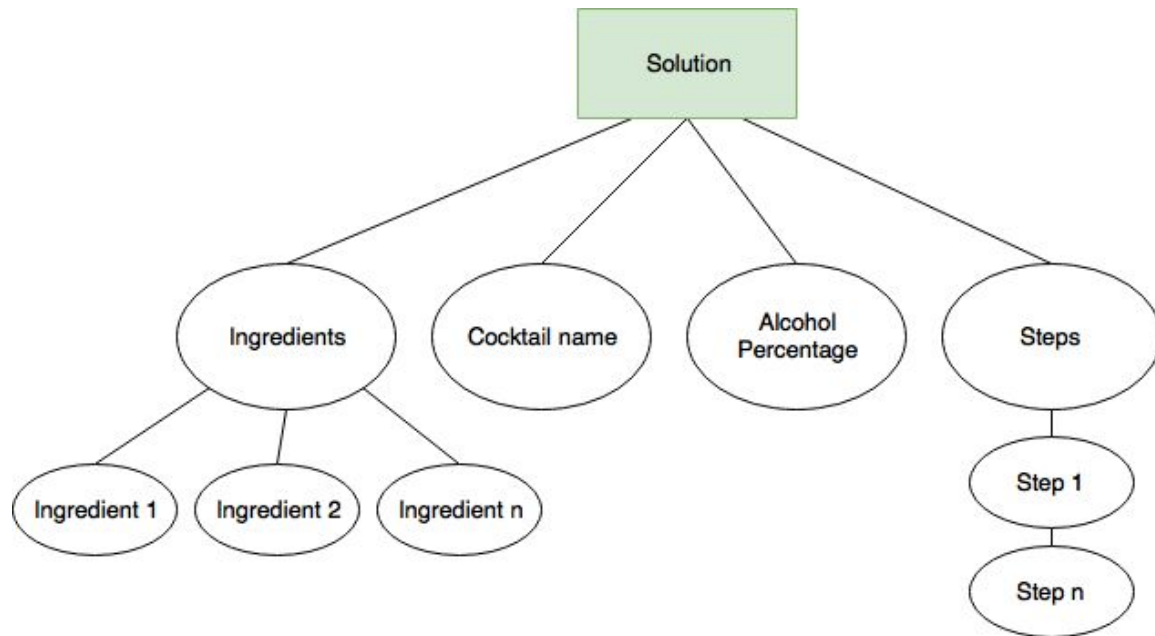 Solution
Ingredients
Cocktail name
Alcohol
Percentage
Steps
Ingredient 1
Ingredient 2
Ingredient n
Step 1
Step n